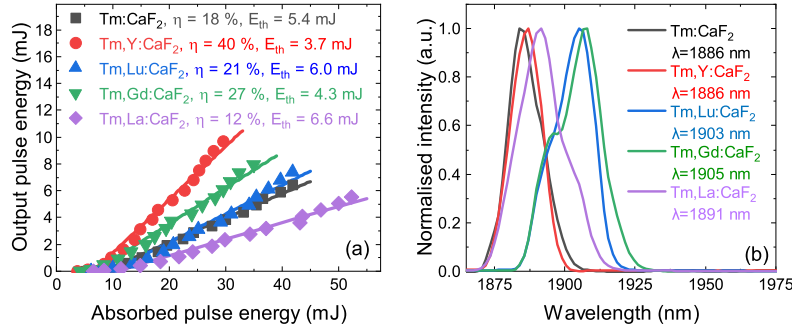 Tm:CaF₂, η = 18 %, Eₜₕ = 5.4 mJ
Tm,Y:CaF₂, η = 40 %, Eₜₕ = 3.7 mJ
Tm,Lu:CaF₂, η = 21 %, Eₜₕ = 6.0 mJ
Tm,Gd:CaF₂, η = 27 %, Eₜₕ = 4.3 mJ
Tm,La:CaF₂, η = 12 %, Eₜₕ = 6.6 mJ
Output pulse energy (mJ)
18
16
14
12
10
8
6
4
2
0
(a)
0 10 20 30 40 50
Absorbed pulse energy (mJ)
Normalised intensity (a.u.)
1.0
0.8
0.6
0.4
0.2
0.0
Tm:CaF₂
λ=1886 nm
Tm,Y:CaF₂
λ=1886 nm
Tm,Lu:CaF₂
λ=1903 nm
Tm,Gd:CaF₂
λ=1905 nm
Tm,La:CaF₂
λ=1891 nm
(b)
1875 1900 1925 1950 1975
Wavelength (nm)